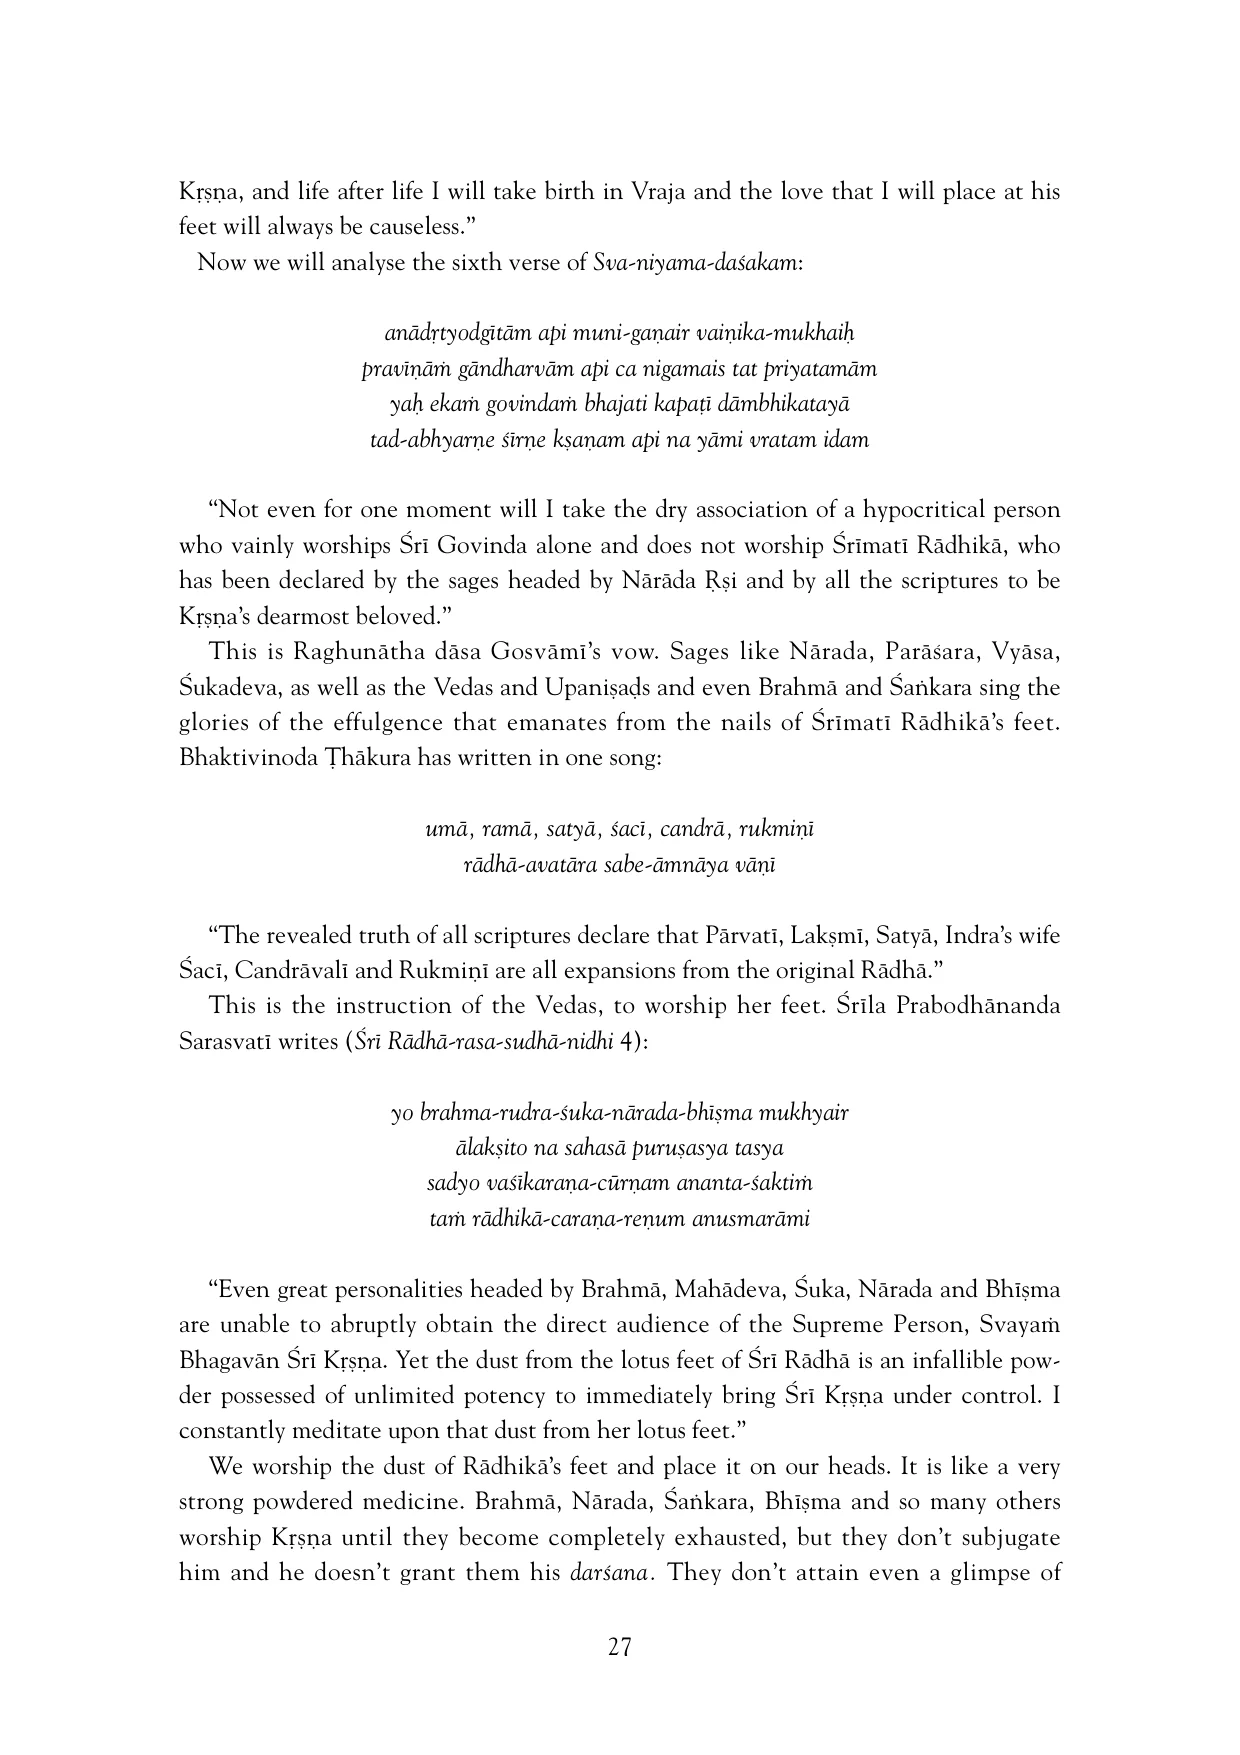 Kṛṣṇa, and life after life I will take birth in Vraja and the love that I will place at his
feet will always be causeless.”
Now we will analyse the sixth verse of Sva-niyama-daśakam:
anādṛtyodgītām api muni-gaṇair vaiṇika-mukhaiḥ
pravīṇāṁ gāndharvām api ca nigamais tat priyatamām
yaḥ ekaṁ govindaṁ bhajati kapaṭī dāmbhikatayā
tad-abhyarṇe śīrṇe kṣaṇam api na yāmi vratam idam
“Not even for one moment will I take the dry association of a hypocritical person
who vainly worships Śrī Govinda alone and does not worship Śrīmatī Rādhikā, who
has been declared by the sages headed by Nārāda Ṛṣi and by all the scriptures to be
Kṛṣṇa’s dearmost beloved.”
This is Raghunātha dāsa Gosvāmī’s vow. Sages like Nārada, Parāśara, Vyāsa,
Śukadeva, as well as the Vedas and Upaniṣaḍs and even Brahmā and Śaṅkara sing the
glories of the effulgence that emanates from the nails of Śrīmatī Rādhikā’s feet.
Bhaktivinoda Ṭhākura has written in one song:
umā, ramā, satyā, śacī, candrā, rukmiṇī
rādhā-avatāra sabe-āmnāya vāṇī
“The revealed truth of all scriptures declare that Pārvatī, Lakṣmī, Satyā, Indra’s wife
Śacī, Candrāvalī and Rukmiṇī are all expansions from the original Rādhā.”
This is the instruction of the Vedas, to worship her feet. Śrīla Prabodhānanda
Sarasvatī writes (Śrī Rādhā-rasa-sudhā-nidhi 4):
yo brahma-rudra-śuka-nārada-bhīṣma mukhyair
ālakṣito na sahasā puruṣasya tasya
sadyo vaśīkaraṇa-cūrṇam ananta-śaktiṁ
taṁ rādhikā-caraṇa-reṇum anusmarāmi
“Even great personalities headed by Brahmā, Mahādeva, Śuka, Nārada and Bhīṣma
are unable to abruptly obtain the direct audience of the Supreme Person, Svayaṁ
Bhagavān Śrī Kṛṣṇa. Yet the dust from the lotus feet of Śrī Rādhā is an infallible pow-
der possessed of unlimited potency to immediately bring Śrī Kṛṣṇa under control. I
constantly meditate upon that dust from her lotus feet.”
We worship the dust of Rādhikā’s feet and place it on our heads. It is like a very
strong powdered medicine. Brahmā, Nārada, Śaṅkara, Bhīṣma and so many others
worship Kṛṣṇa until they become completely exhausted, but they don’t subjugate
him and he doesn’t grant them his darśana. They don’t attain even a glimpse of
27